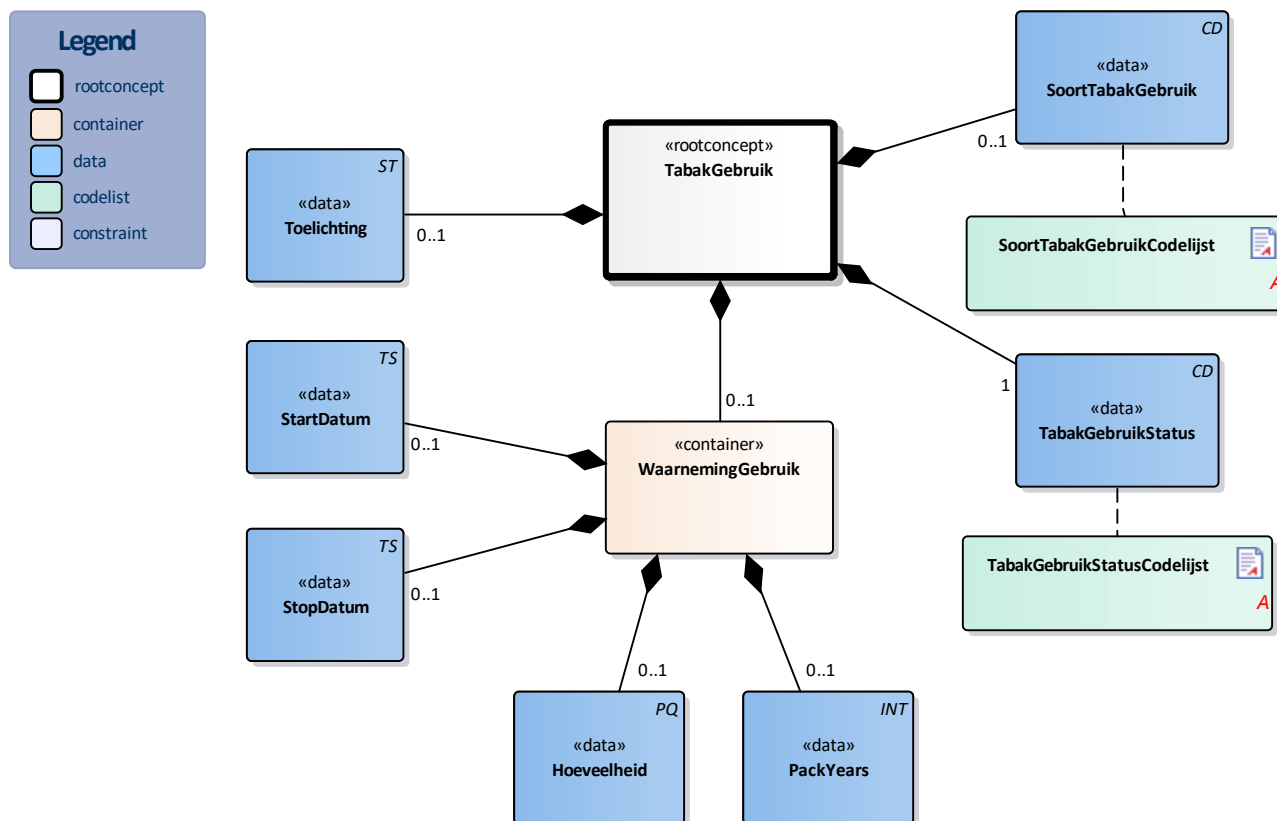 Legend
rootconcept
container
data
codelist
constraint
CD
«data»
SoortTabakGebruik
0..1
«rootconcept»
TabakGebruik
ST
«data»
Toelichting
0..1
SoortTabakGebruikCodelijst
A
A
TS
«data»
StartDatum
0..1
0..1
1
CD
«data»
TabakGebruikStatus
«container»
WaarnemingGebruik
TS
«data»
StopDatum
0..1
TabakGebruikStatusCodelijst
A
A
0..1
0..1
PQ
«data»
Hoeveelheid
INT
«data»
PackYears